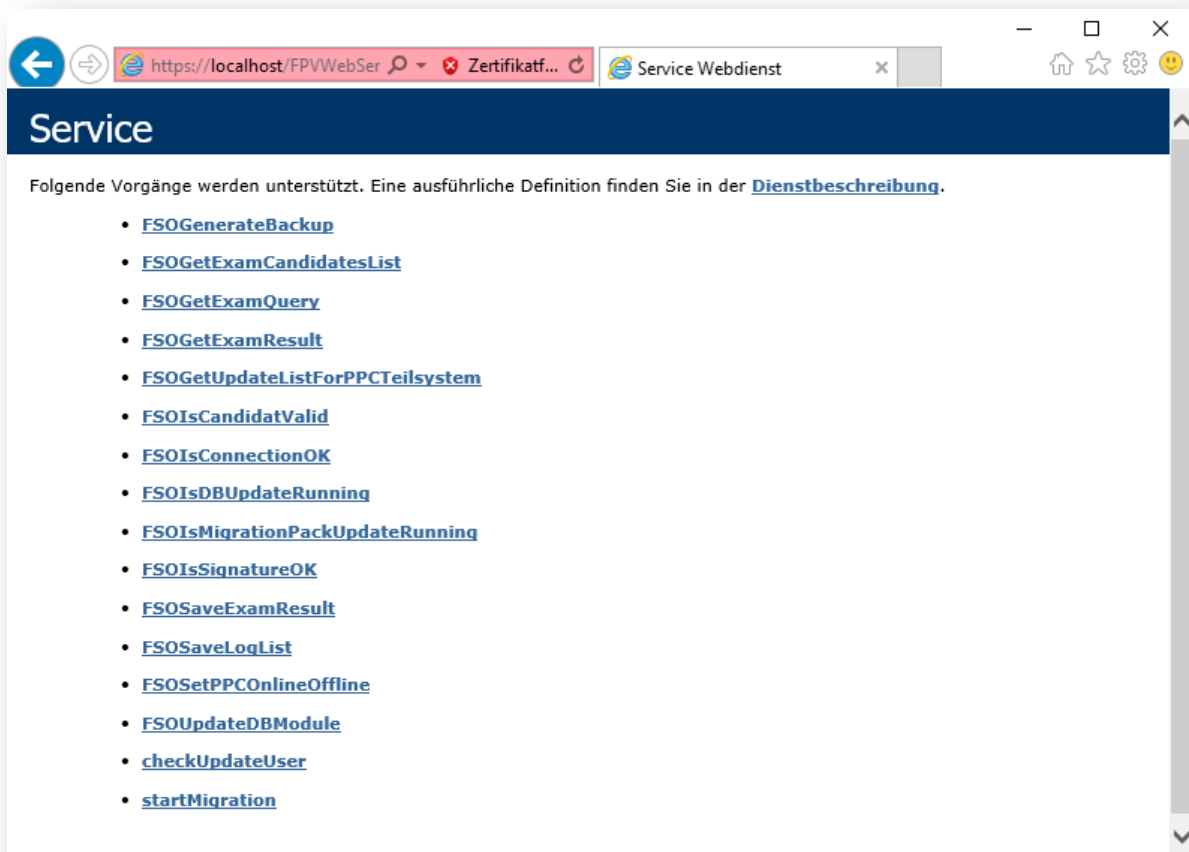 https://localhost/FPVWebSer
Zertifikatf...
Service Webdienst
Service
Folgende Vorgänge werden unterstützt. Eine ausführliche Definition finden Sie in der Dienstbeschreibung.
• FSOGenerateBackup
• FSOGetExamCandidatesList
• FSOGetExamQuery
• FSOGetExamResult
• FSOGetUpdateListForPPCTeilsystem
• FSOIsCandidatValid
• FSOIsConnectionOK
• FSOIsDBUpdateRunning
• FSOIsMigrationPackUpdateRunning
• FSOIsSignatureOK
• FSOSaveExamResult
• FSOSaveLogList
• FSOSetPPCOnlineOffline
• FSOUpdateDBModule
• checkUpdateUser
• startMigration